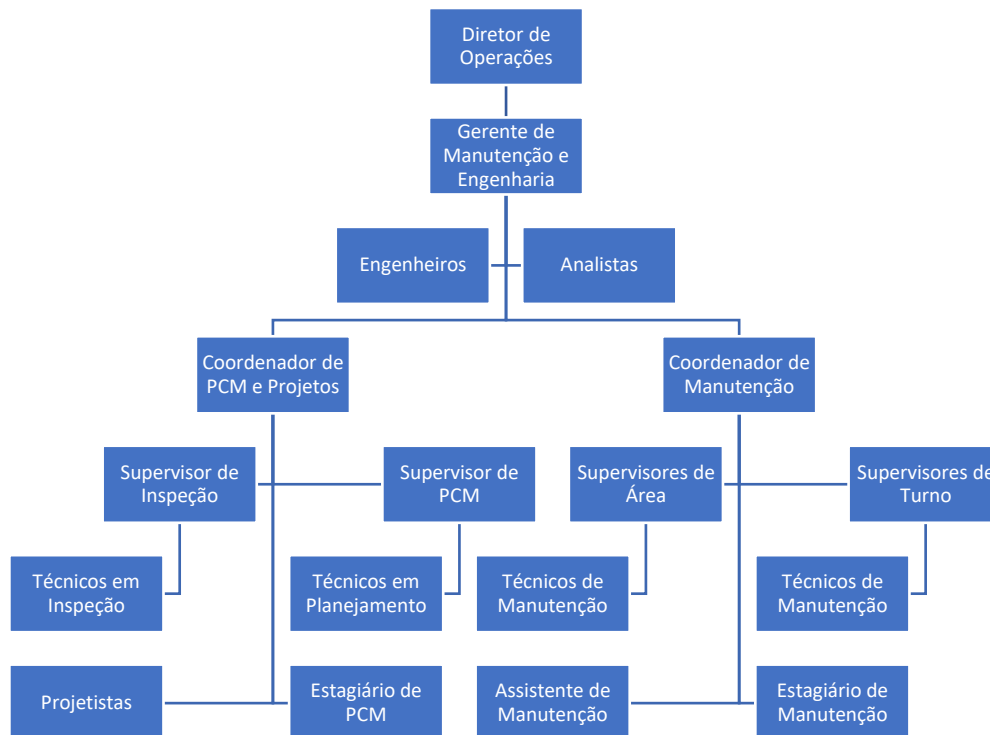 Diretor de
Operações
Gerente de
Manutenção e
Engenharia
Engenheiros
Analistas
Coordenador de
PCM e Projetos
Coordenador de
Manutenção
Supervisor de
Inspeção
Supervisor de
PCM
Supervisores de
Área
Supervisores de
Turno
Técnicos em
Inspeção
Técnicos em
Planejamento
Técnicos de
Manutenção
Técnicos de
Manutenção
Projetistas
Estagiário de
PCM
Assistente de
Manutenção
Estagiário de
Manutenção